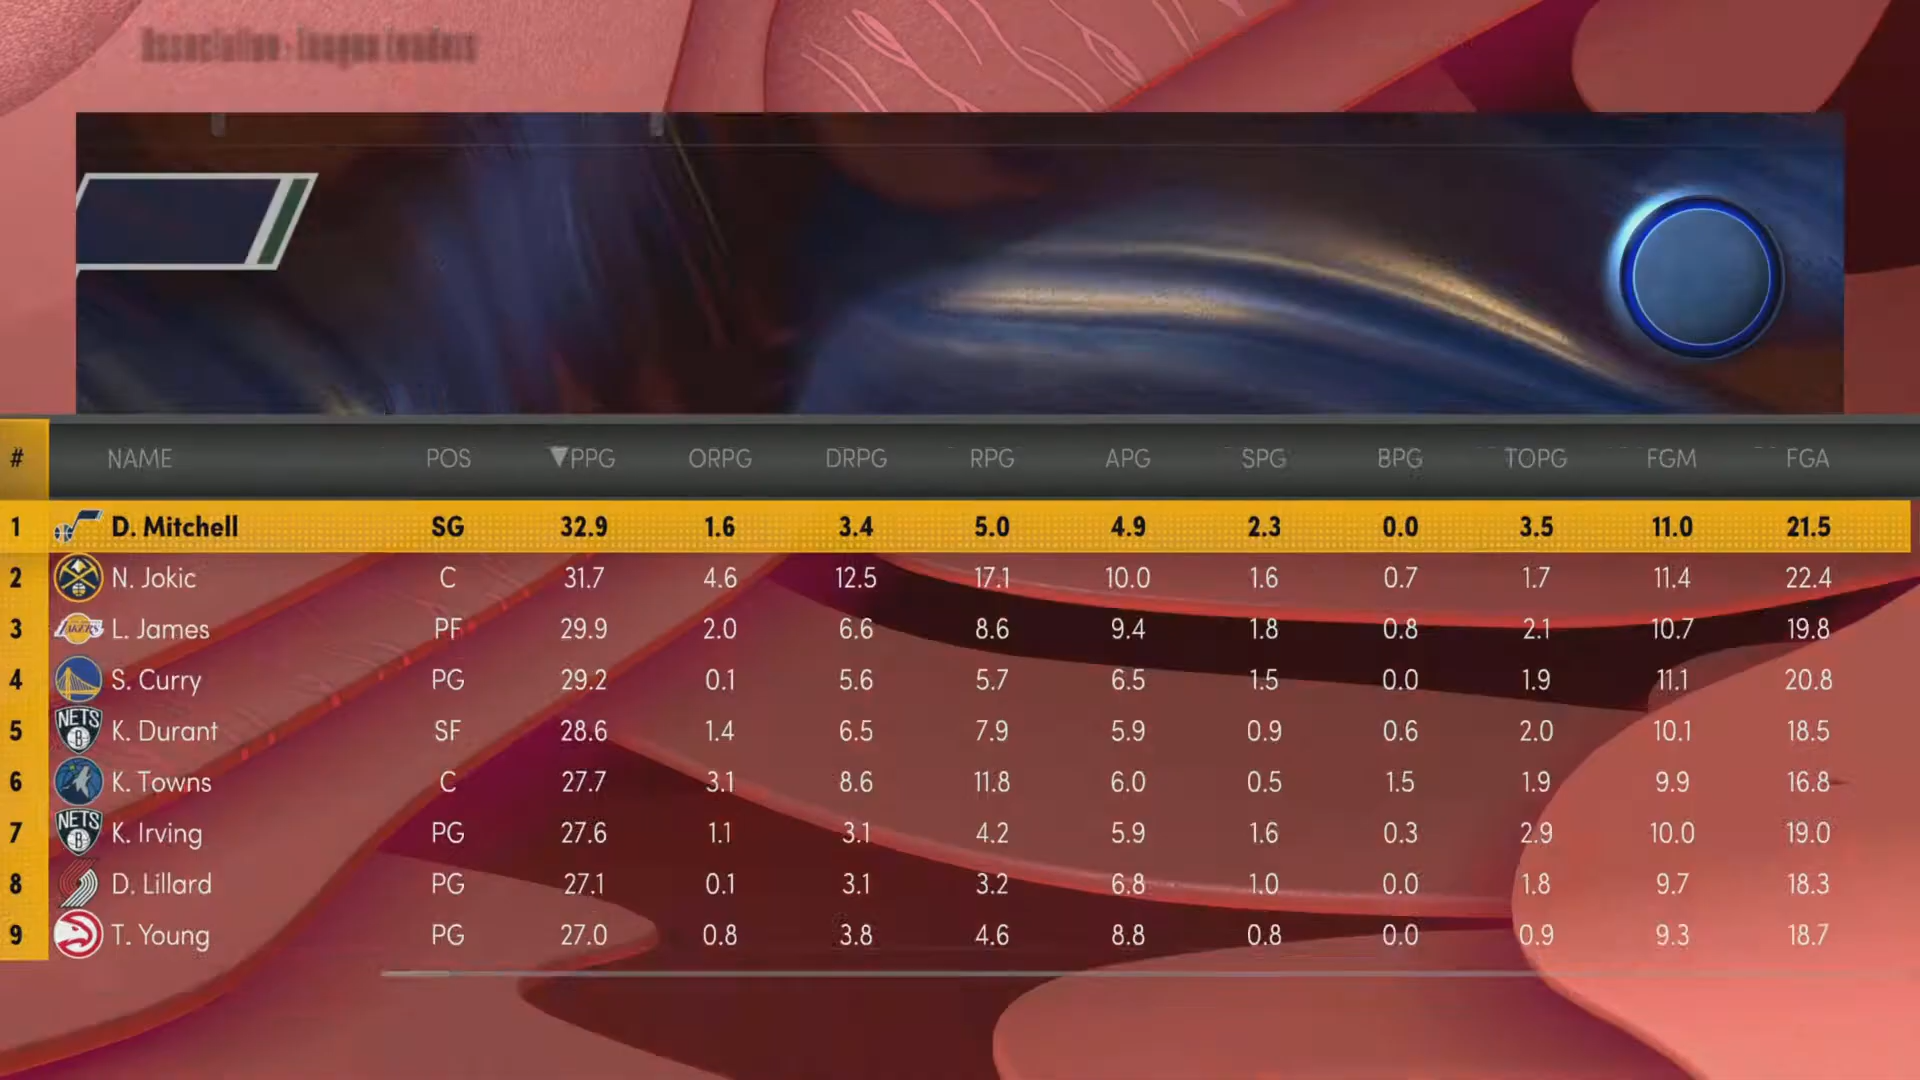 Association - League Leaders
# NAME POS ▼PPG ORPG DRPG RPG APG SPG BPG TOPG FGM FGA
1 D. Mitchell SG 32.9 1.6 3.4 5.0 4.9 2.3 0.0 3.5 11.0 21.5
2 N. Jokic C 31.7 4.6 12.5 17.1 10.0 1.6 0.7 1.7 11.4 22.4
3 LAKERS L. James PF 29.9 2.0 6.6 8.6 9.4 1.8 0.8 2.1 10.7 19.8
4 S. Curry PG 29.2 0.1 5.6 5.7 6.5 1.5 0.0 1.9 11.1 20.8
5 NETS B K. Durant SF 28.6 1.4 6.5 7.9 5.9 0.9 0.6 2.0 10.1 18.5
6 K. Towns C 27.7 3.1 8.6 11.8 6.0 0.5 1.5 1.9 9.9 16.8
7 NETS B K. Irving PG 27.6 1.1 3.1 4.2 5.9 1.6 0.3 2.9 10.0 19.0
8 D. Lillard PG 27.1 0.1 3.1 3.2 6.8 1.0 0.0 1.8 9.7 18.3
9 T. Young PG 27.0 0.8 3.8 4.6 8.8 0.8 0.0 0.9 9.3 18.7